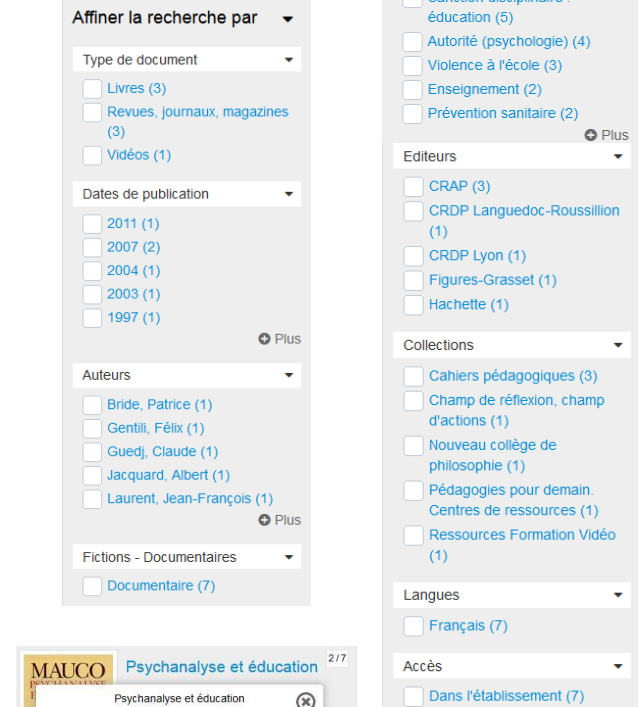 Affiner la recherche par
Type de document
Livres (3)
Revues, journaux, magazines
(3)
Vidéos (1)
Dates de publication
2011 (1)
2007 (2)
2004 (1)
2003 (1)
1997 (1)
Plus
Auteurs
Bride, Patrice (1)
Gentili, Félix (1)
Guedj, Claude (1)
Jacquard, Albert (1)
Laurent, Jean-François (1)
Plus
Fictions - Documentaires
Documentaire (7)
MAUCO
Psychanalyse et éducation
2/7
Psychanalyse et éducation
éducation (5)
Autorité (psychologie) (4)
Violence à l'école (3)
Enseignement (2)
Prévention sanitaire (2)
Plus
Editeurs
CRAP (3)
CRDP Languedoc-Roussillion
(1)
CRDP Lyon (1)
Figures-Grasset (1)
Hachette (1)
Collections
Cahiers pédagogiques (3)
Champ de réflexion, champ
d'actions (1)
Nouveau collège de
philosophie (1)
Pédagogies pour demain.
Centres de ressources (1)
Ressources Formation Vidéo
(1)
Langues
Français (7)
Accès
Dans l'établissement (7)